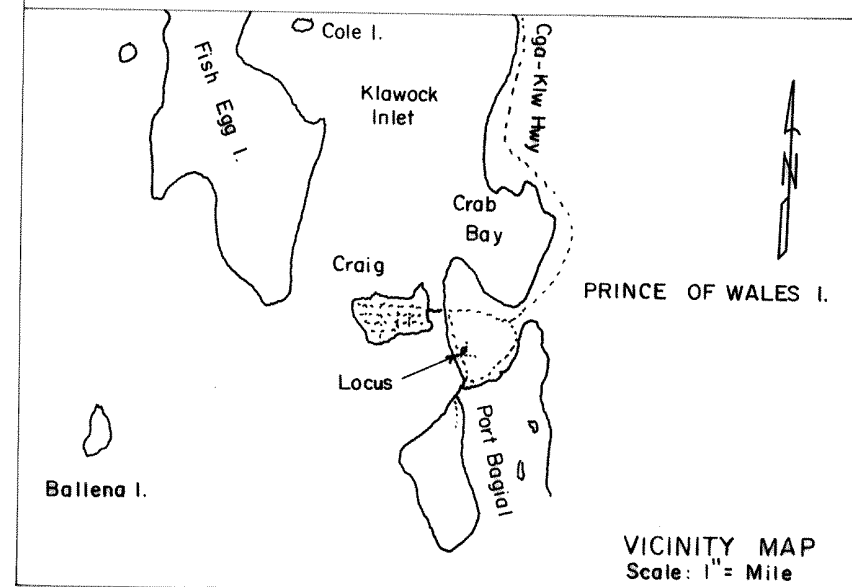 Cole I.
Fish Egg I.
Klawock
Inlet
Cga-Klw Hwy
N
Crab
Bay
Craig
PRINCE OF WALES I.
Locus
Port Bagial
Ballena I.
VICINITY MAP
Scale: 1"= Mile